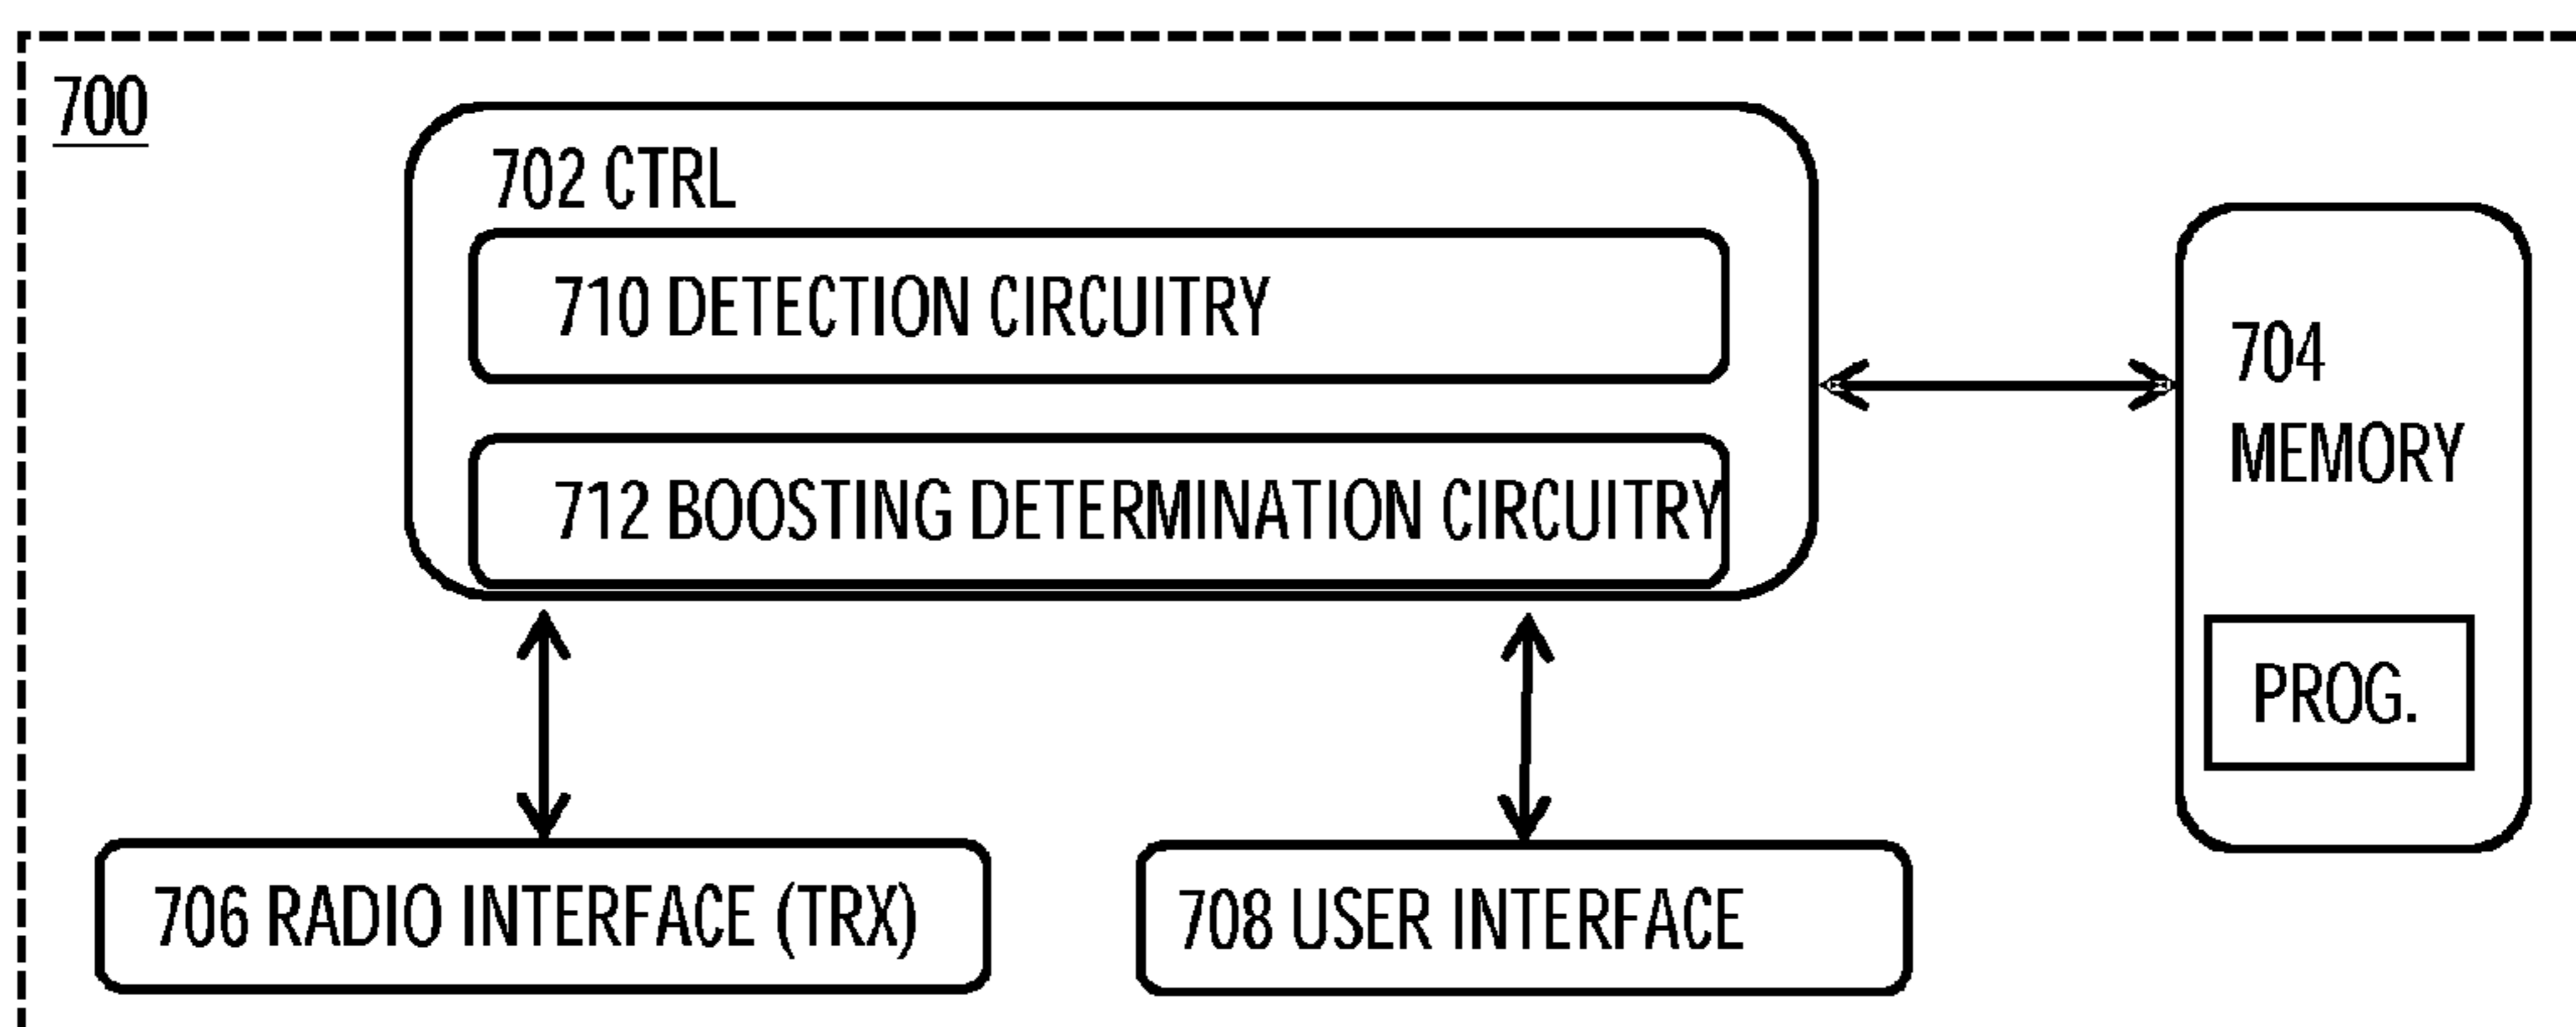 700
702 CTRL
710 DETECTION CIRCUITRY
712 BOOSTING DETERMINATION CIRCUITRY
704
MEMORY
PROG.
706 RADIO INTERFACE (TRX)
708 USER INTERFACE